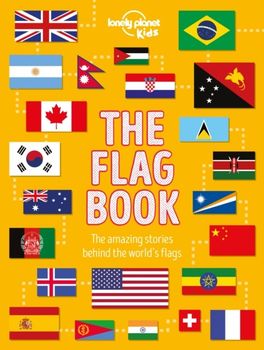 lonely planet
Kids
THE
FLAG
BOOK
The amazing stories
behind the world's flags